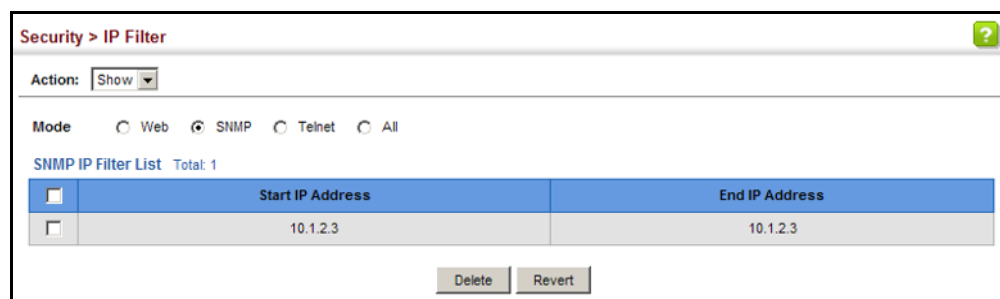 Security > IP Filter
?
Action: Show
Mode Web SNMP Telnet All
SNMP IP Filter List Total: 1
Start IP Address End IP Address
10.1.2.3 10.1.2.3
Delete Revert